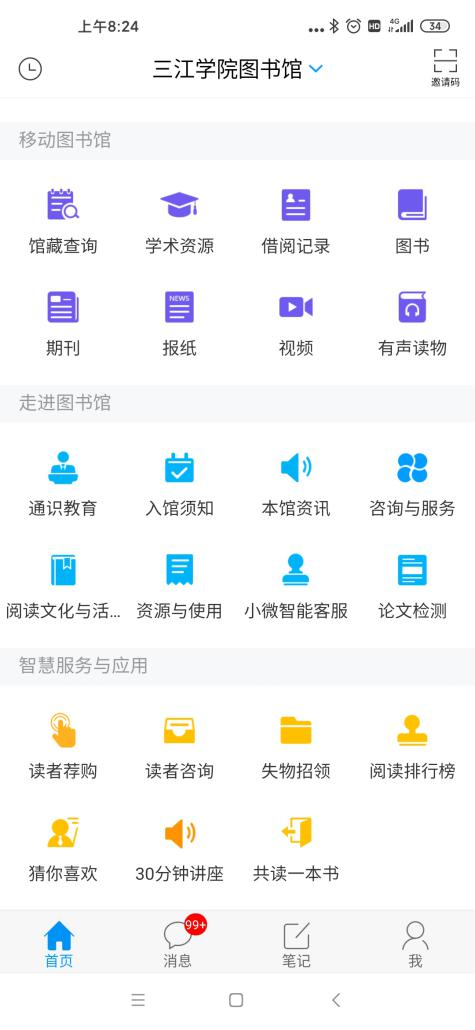 上午8:24
HD
4G
34
三江学院图书馆
邀请码
移动图书馆
馆藏查询 学术资源 借阅记录 图书
NEWS
期刊 报纸 视频 有声读物
走进图书馆
通识教育 入馆须知 本馆资讯 咨询与服务
阅读文化与活... 资源与使用 小微智能客服 论文检测
智慧服务与应用
读者荐购 读者咨询 失物招领 阅读排行榜
猜你喜欢 30分钟讲座 共读一本书
99+
首页 消息 笔记 我